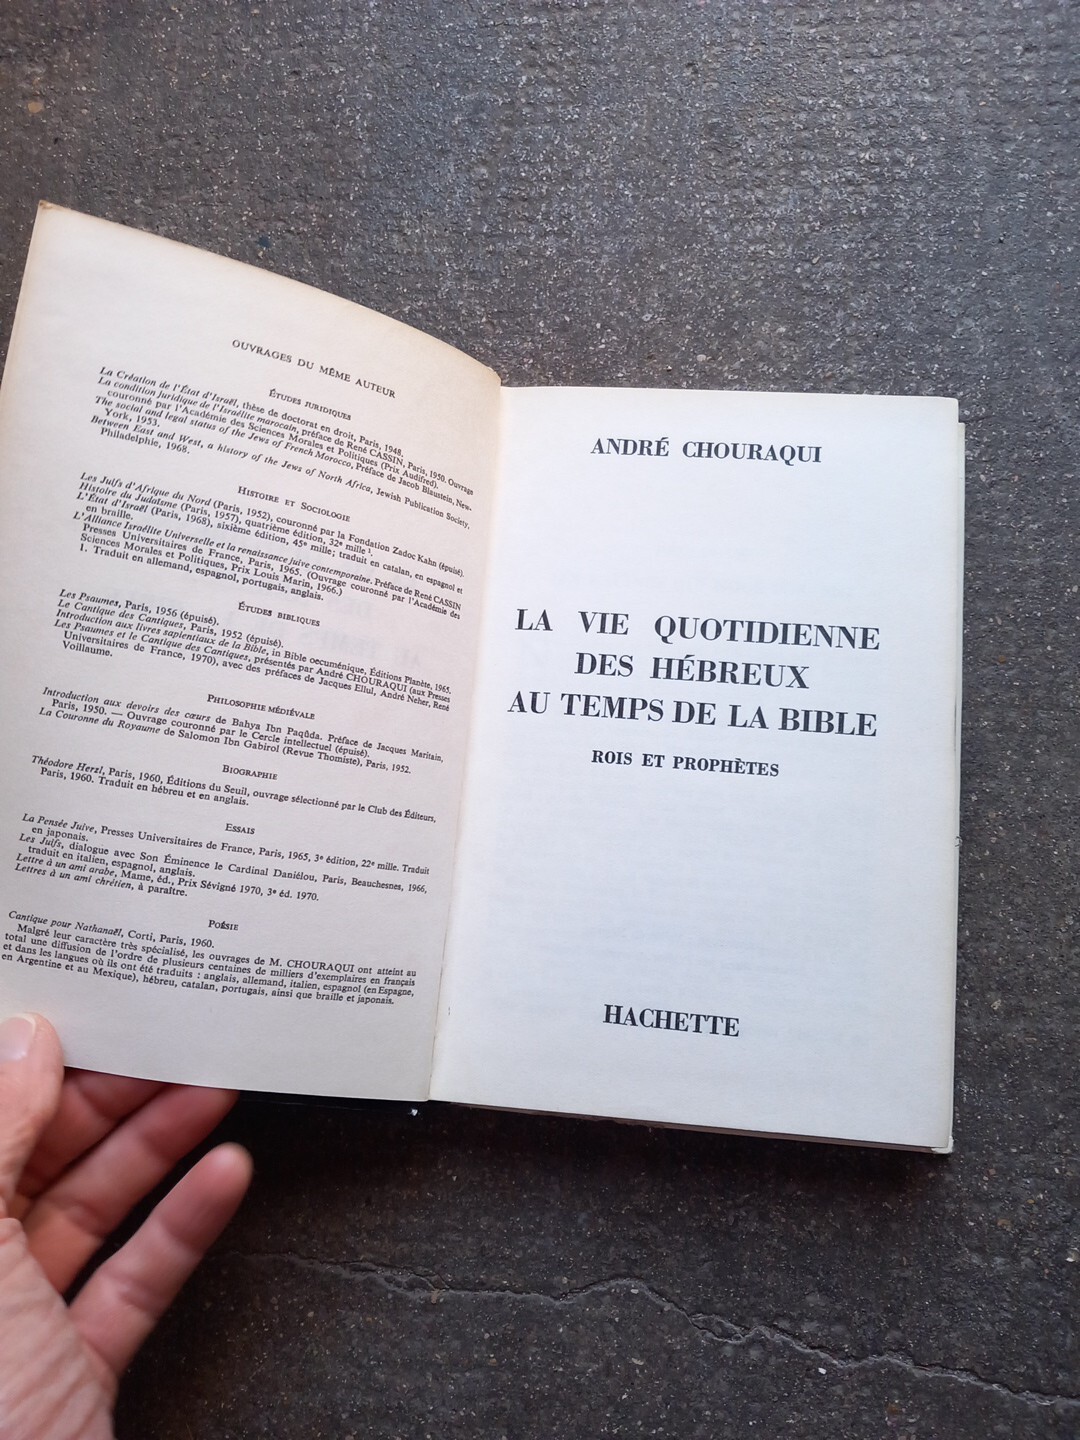 OUVRAGES DU MÊME AUTEUR
ÉTUDES JURIDIQUES
La Création de l'État d'Israël, thèse de doctorat en droit, Paris, 1948.
La condition juridique de l'Israélite marocain, préface de René CASSIN, Paris, 1950. Ouvrage
couronné par l'Académie des Sciences Morales et Politiques (Prix Audifred).
The social and legal status of the Jews of French Morocco, Préface de Jacob Blaustein, New-
York, 1953.
Between East and West, a history of the Jews of North Africa, Jewish Publication Society,
Philadelphie, 1968.
HISTOIRE ET SOCIOLOGIE
Les Juifs d'Afrique du Nord (Paris, 1952), couronné par la Fondation Zadoc Kahn (épuisé).
Histoire du Judaïsme (Paris, 1957), quatrième édition, 32e mille 1.
L'État d'Israël (Paris, 1968), sixième édition, 45e mille; traduit en catalan, en espagnol et
en braille.
L'Alliance Israélite Universelle et la renaissance juive contemporaine. Préface de René CASSIN
Presses Universitaires de France, Paris, 1965. (Ouvrage couronné par l'Académie des
Sciences Morales et Politiques, Prix Louis Marin, 1966.)
1. Traduit en allemand, espagnol, portugais, anglais.
ÉTUDES BIBLIQUES
Les Psaumes, Paris, 1956 (épuisé).
Le Cantique des Cantiques, Paris, 1952 (épuisé).
Introduction aux livres sapientiaux de la Bible, in Bible oecuménique, Éditions Planète, 1965.
Les Psaumes et le Cantique des Cantiques, présentés par André CHOURAQUI (aux Presses
Universitaires de France, 1970), avec des préfaces de Jacques Ellul, André Neher, René
Voillaume.
PHILOSOPHIE MÉDIÉVALE
Introduction aux devoirs des cœurs de Bahya Ibn Paqûda. Préface de Jacques Maritain,
Paris, 1950. — Ouvrage couronné par le Cercle intellectuel (épuisé).
La Couronne du Royaume de Salomon Ibn Gabirol (Revue Thomiste), Paris, 1952.
BIOGRAPHIE
Théodore Herzl, Paris, 1960, Éditions du Seuil, ouvrage sélectionné par le Club des Éditeurs,
Paris, 1960. Traduit en hébreu et en anglais.
ESSAIS
La Pensée Juive, Presses Universitaires de France, Paris, 1965, 3e édition, 22e mille. Traduit
en japonais.
Les Juifs, dialogue avec Son Éminence le Cardinal Daniélou, Paris, Beauchesnes, 1966,
traduit en italien, espagnol, anglais.
Lettre à un ami arabe, Mame, éd., Prix Sévigné 1970, 3e éd. 1970.
Lettres à un ami chrétien, à paraître.
POÉSIE
Cantique pour Nathanaël, Corti, Paris, 1960.
Malgré leur caractère très spécialisé, les ouvrages de M. CHOURAQUI ont atteint au
total une diffusion de l'ordre de plusieurs centaines de milliers d'exemplaires en français
et dans les langues où ils ont été traduits : anglais, allemand, italien, espagnol (en Espagne,
en Argentine et au Mexique), hébreu, catalan, portugais, ainsi que braille et japonais.
ANDRÉ CHOURAQUI
LA VIE QUOTIDIENNE
DES HÉBREUX
AU TEMPS DE LA BIBLE
ROIS ET PROPHÈTES
HACHETTE